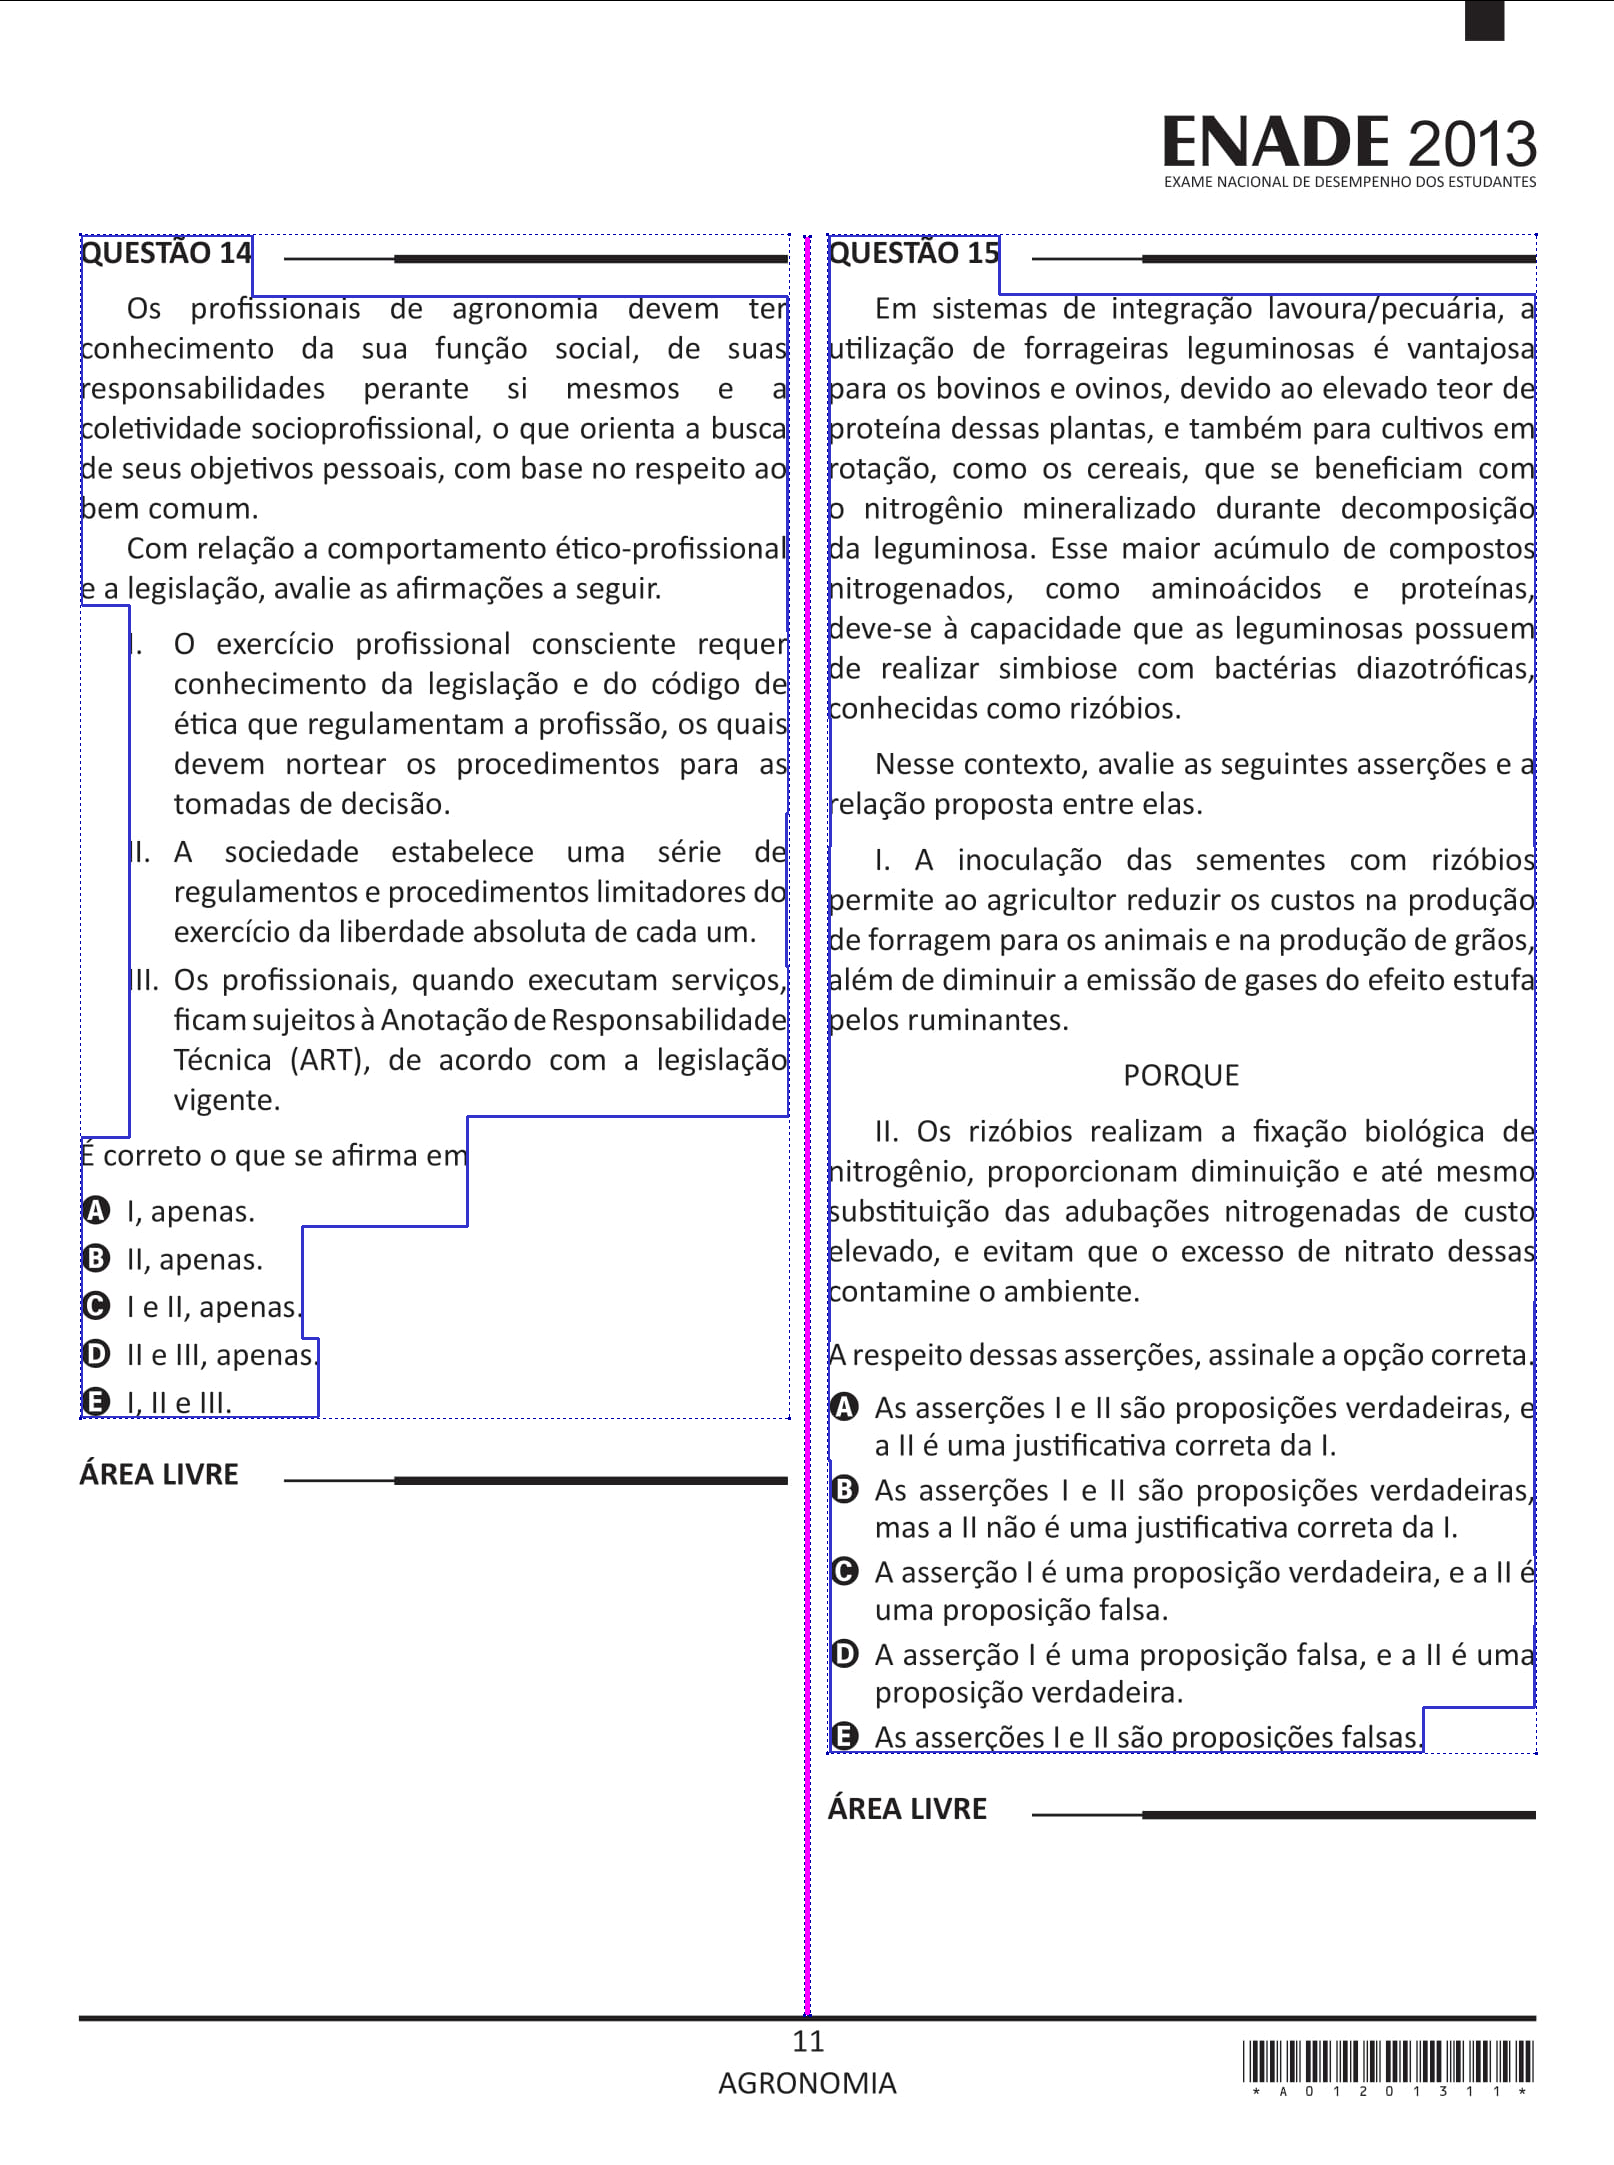 ENADE 2013
EXAME NACIONAL DE DESEMPENHO DOS ESTUDANTES
QUESTÃO 14
Os profissionais de agronomia devem ter
conhecimento da sua função social, de suas
responsabilidades perante si mesmos e a
coletividade socioprofissional, o que orienta a busca
de seus objetivos pessoais, com base no respeito ao
bem comum.
Com relação a comportamento ético-profissional
e a legislação, avalie as afirmações a seguir.
I. O exercício profissional consciente requer
conhecimento da legislação e do código de
ética que regulamentam a profissão, os quais
devem nortear os procedimentos para as
tomadas de decisão.
II. A sociedade estabelece uma série de
regulamentos e procedimentos limitadores do
exercício da liberdade absoluta de cada um.
III. Os profissionais, quando executam serviços,
ficam sujeitos à Anotação de Responsabilidade
Técnica (ART), de acordo com a legislação
vigente.
É correto o que se afirma em
A I, apenas.
B II, apenas.
C I e II, apenas.
D II e III, apenas.
E I, II e III.
ÁREA LIVRE
QUESTÃO 15
Em sistemas de integração lavoura/pecuária, a
utilização de forrageiras leguminosas é vantajosa
para os bovinos e ovinos, devido ao elevado teor de
proteína dessas plantas, e também para cultivos em
rotação, como os cereais, que se beneficiam com
o nitrogênio mineralizado durante decomposição
da leguminosa. Esse maior acúmulo de compostos
nitrogenados, como aminoácidos e proteínas,
deve-se à capacidade que as leguminosas possuem
de realizar simbiose com bactérias diazotróficas,
conhecidas como rizóbios.
Nesse contexto, avalie as seguintes asserções e a
relação proposta entre elas.
I. A inoculação das sementes com rizóbios
permite ao agricultor reduzir os custos na produção
de forragem para os animais e na produção de grãos,
além de diminuir a emissão de gases do efeito estufa
pelos ruminantes.
PORQUE
II. Os rizóbios realizam a fixação biológica de
nitrogênio, proporcionam diminuição e até mesmo
substituição das adubações nitrogenadas de custo
elevado, e evitam que o excesso de nitrato dessas
contamine o ambiente.
A respeito dessas asserções, assinale a opção correta.
A As asserções I e II são proposições verdadeiras, e
a II é uma justificativa correta da I.
B As asserções I e II são proposições verdadeiras,
mas a II não é uma justificativa correta da I.
C A asserção I é uma proposição verdadeira, e a II é
uma proposição falsa.
D A asserção I é uma proposição falsa, e a II é uma
proposição verdadeira.
E As asserções I e II são proposições falsas.
ÁREA LIVRE
11
AGRONOMIA
*A01201311*